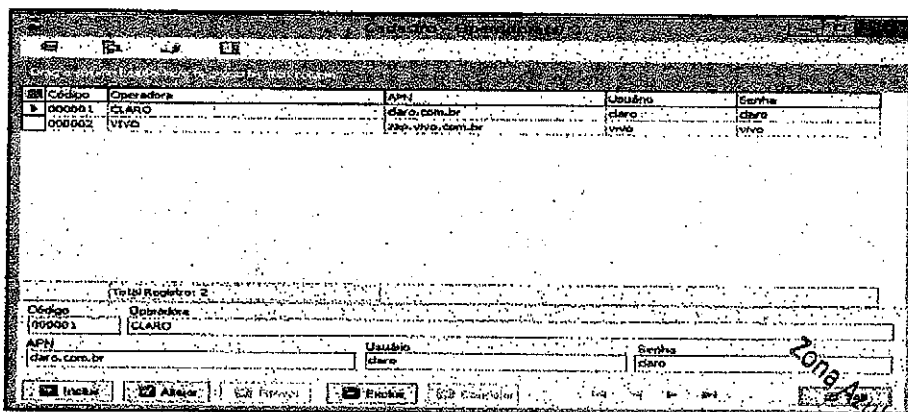 Código Operadora APN Usuário Senha
000001 CLARO claro.com.br claro claro
000002 VIVO zap.vivo.com.br vivo vivo
Total Registro: 2
Código Operadora
000001 CLARO
APN Usuário Senha
claro.com.br claro claro
Incluir Alterar Excluir Cancelar
Zona